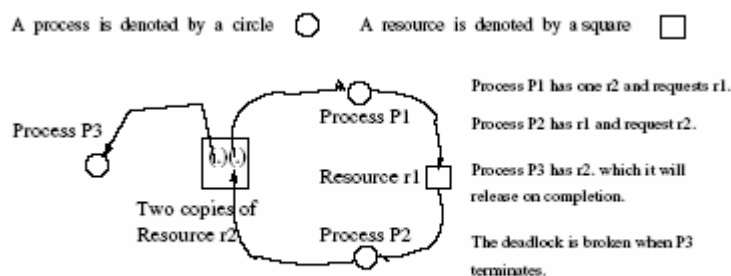 A process is denoted by a circle
A resource is denoted by a square
Process P1 has one r2 and requests r1.
Process P3
Process P1
Process P2 has r1 and request r2.
(.)(.)
Resource r1
Process P3 has r2. which it will
release on completion.
Two copies of
Resource r2
Process P2
The deadlock is broken when P3
terminates.